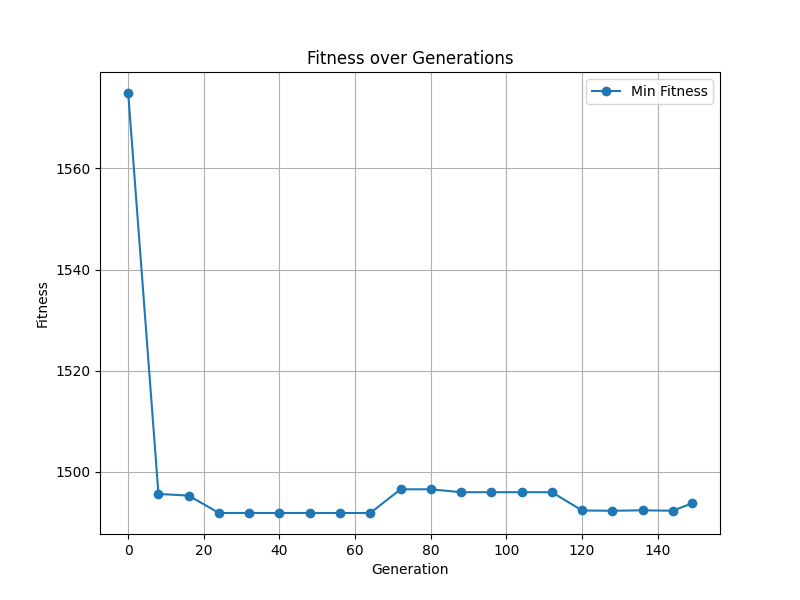 Fitness over Generations
Min Fitness
1560
1540
1520
1500
Fitness
0 20 40 60 80 100 120 140
Generation